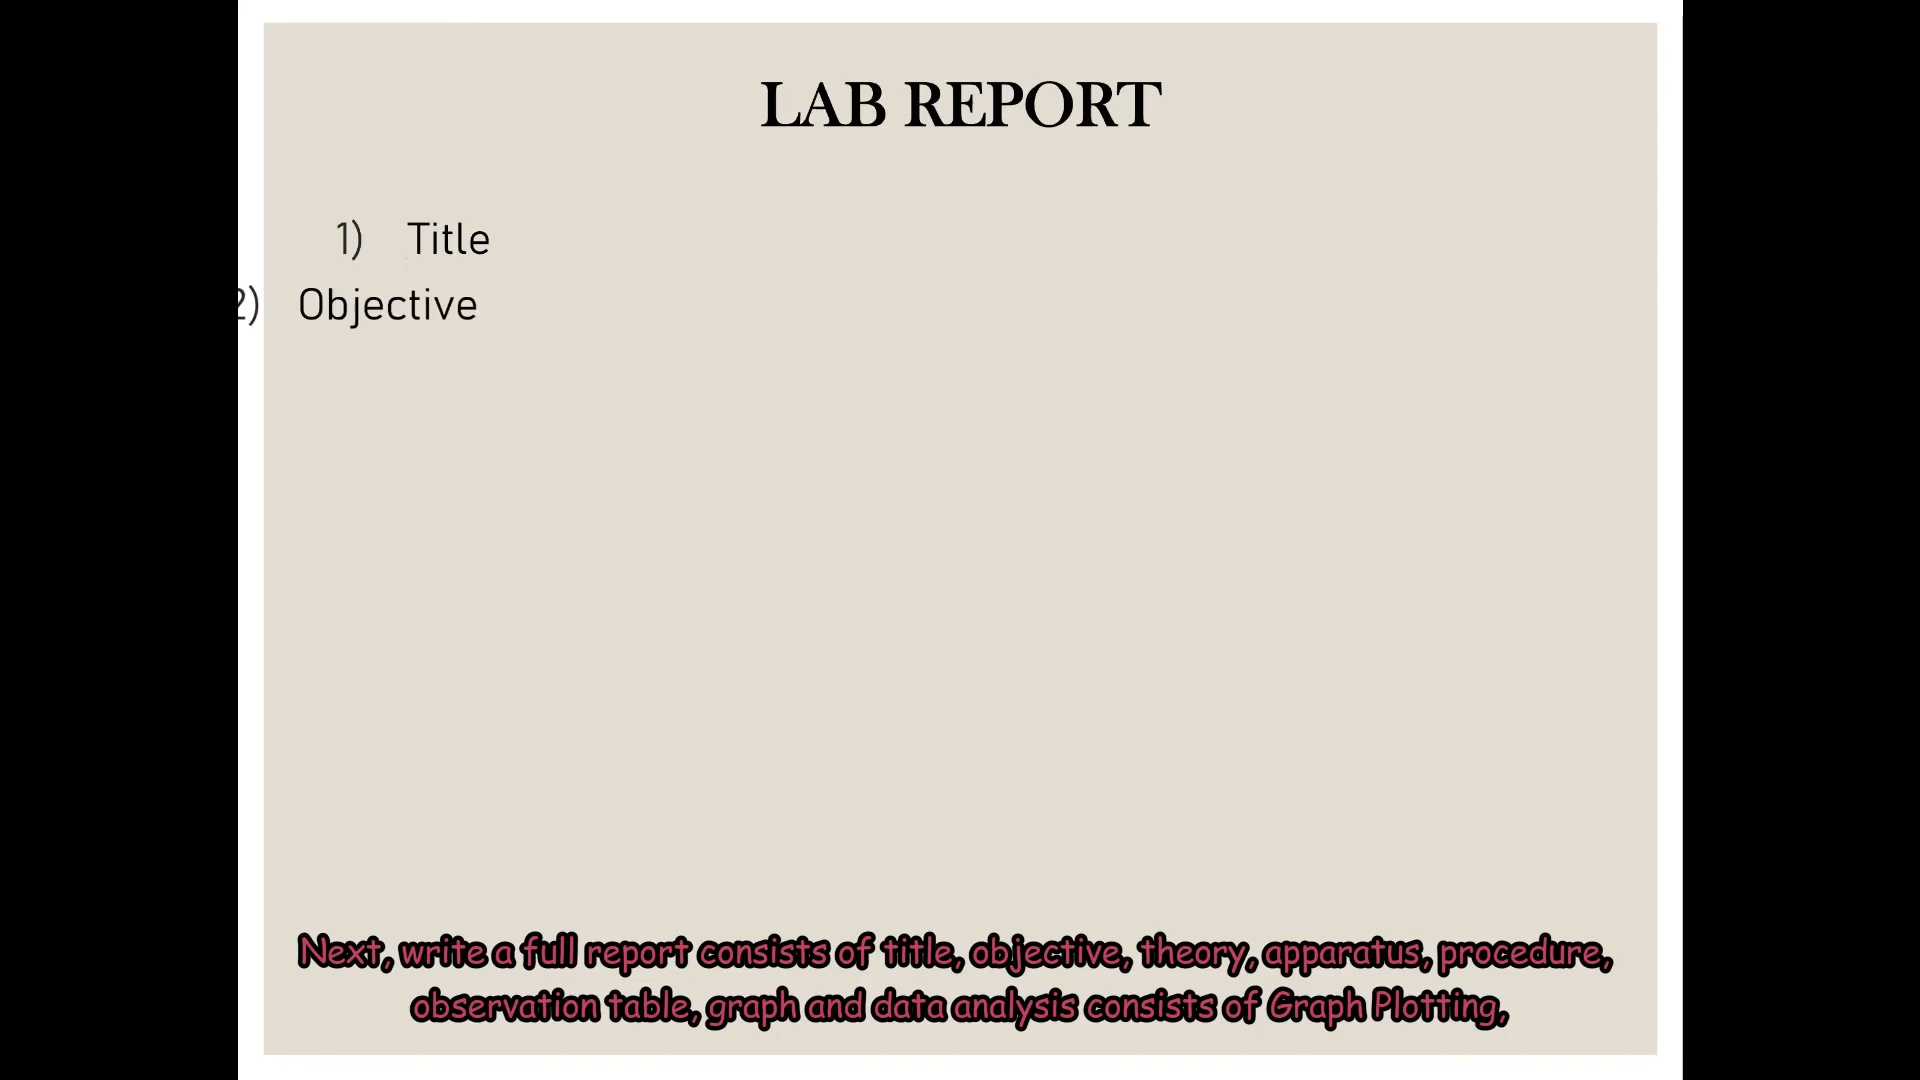 LAB REPORT
1) Title
2) Objective
Next, write a full report consists of title, objective, theory, apparatus, procedure,
observation table, graph and data analysis consists of Graph Plotting,